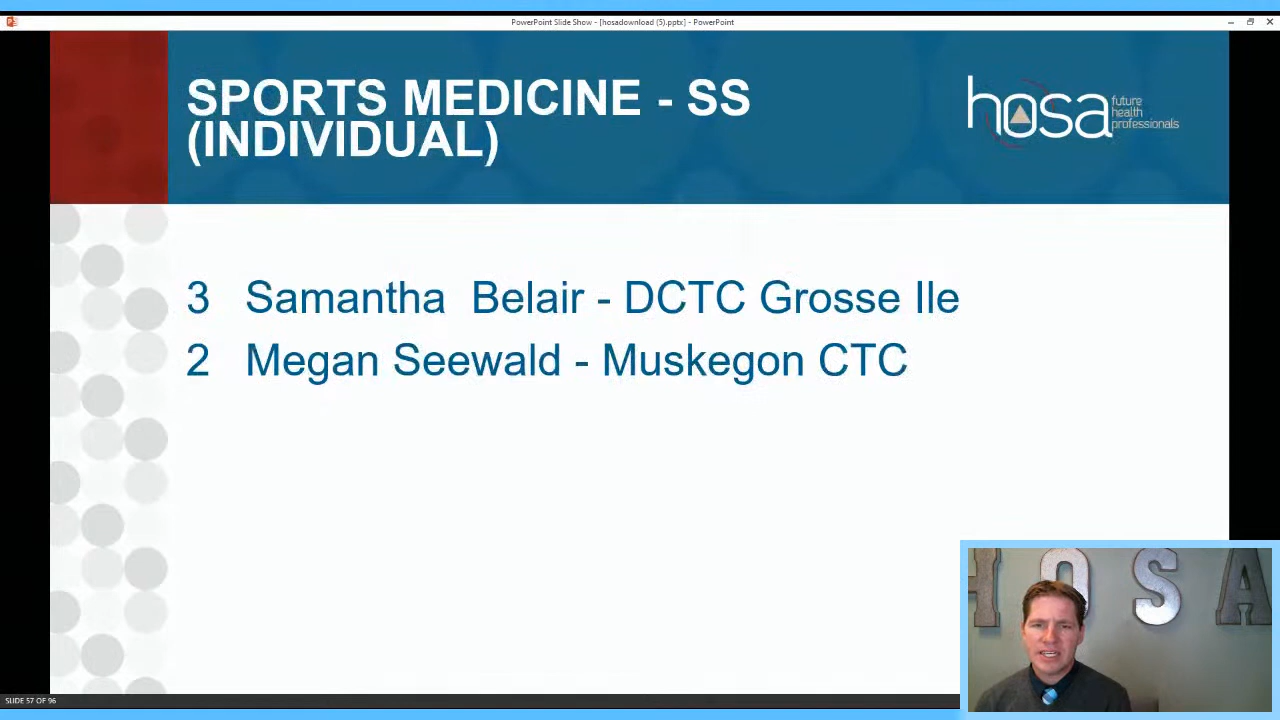 PowerPoint Slide Show - [hosadownload (5).pptx] - PowerPoint
SPORTS MEDICINE - SS
(INDIVIDUAL)
hosa
future
health
professionals
3 Samantha Belair - DCTC Grosse Ile
2 Megan Seewald - Muskegon CTC
HOSA
SLIDE 57 OF 96